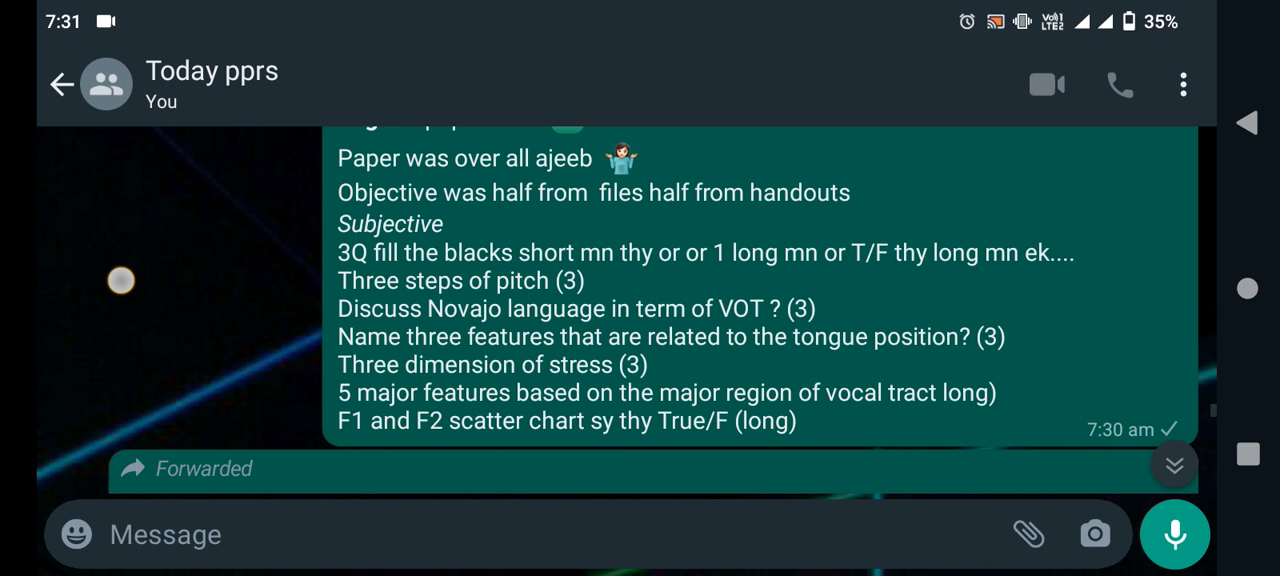 7:31
Vo)) 1
LTE2
35%
Today pprs
You
Paper was over all ajeeb 🤷🏻‍♀️
Objective was half from files half from handouts
Subjective
3Q fill the blacks short mn thy or or 1 long mn or T/F thy long mn ek....
Three steps of pitch (3)
Discuss Novajo language in term of VOT ? (3)
Name three features that are related to the tongue position? (3)
Three dimension of stress (3)
5 major features based on the major region of vocal tract long)
F1 and F2 scatter chart sy thy True/F (long)
7:30 am
Forwarded
Message